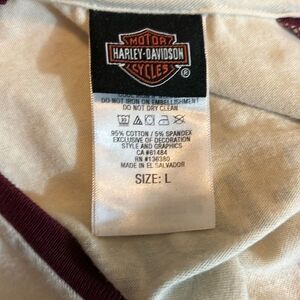 MOTOR
HARLEY-DAVIDSON
CYCLES
®
DO NOT IRON ON EMBELLISHMENT
DO NOT DRY CLEAN
95% COTTON / 5% SPANDEX
EXCLUSIVE OF DECORATION
STYLE AND GRAPHICS
CA #61484
RN #136380
MADE IN EL SALVADOR
SIZE: L